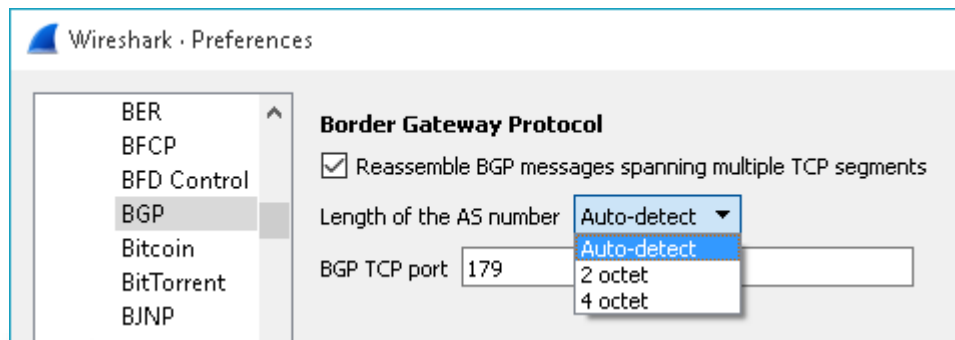 Wireshark · Preferences
BER
BFCP
BFD Control
BGP
Bitcoin
BitTorrent
BJNP
Border Gateway Protocol
Reassemble BGP messages spanning multiple TCP segments
Length of the AS number Auto-detect
Auto-detect
2 octet
4 octet
BGP TCP port 179